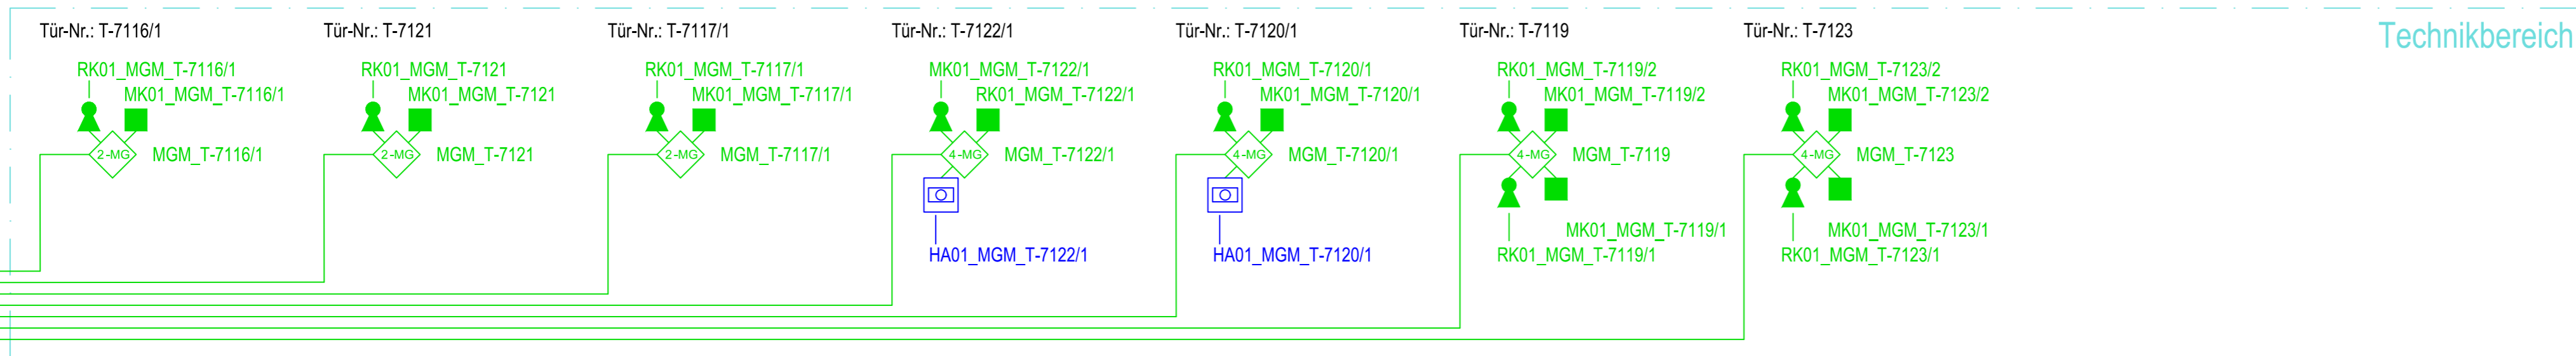 Tür-Nr.: T-7116/1
RK01_MGM_T-7116/1
MK01_MGM_T-7116/1
2-MG
MGM_T-7116/1
Tür-Nr.: T-7121
RK01_MGM_T-7121
MK01_MGM_T-7121
2-MG
MGM_T-7121
Tür-Nr.: T-7117/1
RK01_MGM_T-7117/1
MK01_MGM_T-7117/1
2-MG
MGM_T-7117/1
Tür-Nr.: T-7122/1
MK01_MGM_T-7122/1
RK01_MGM_T-7122/1
4-MG
MGM_T-7122/1
HA01_MGM_T-7122/1
Tür-Nr.: T-7120/1
RK01_MGM_T-7120/1
MK01_MGM_T-7120/1
4-MG
MGM_T-7120/1
HA01_MGM_T-7120/1
Tür-Nr.: T-7119
RK01_MGM_T-7119/2
MK01_MGM_T-7119/2
4-MG
MGM_T-7119
MK01_MGM_T-7119/1
RK01_MGM_T-7119/1
Tür-Nr.: T-7123
RK01_MGM_T-7123/2
MK01_MGM_T-7123/2
4-MG
MGM_T-7123
MK01_MGM_T-7123/1
RK01_MGM_T-7123/1
Technikbereich